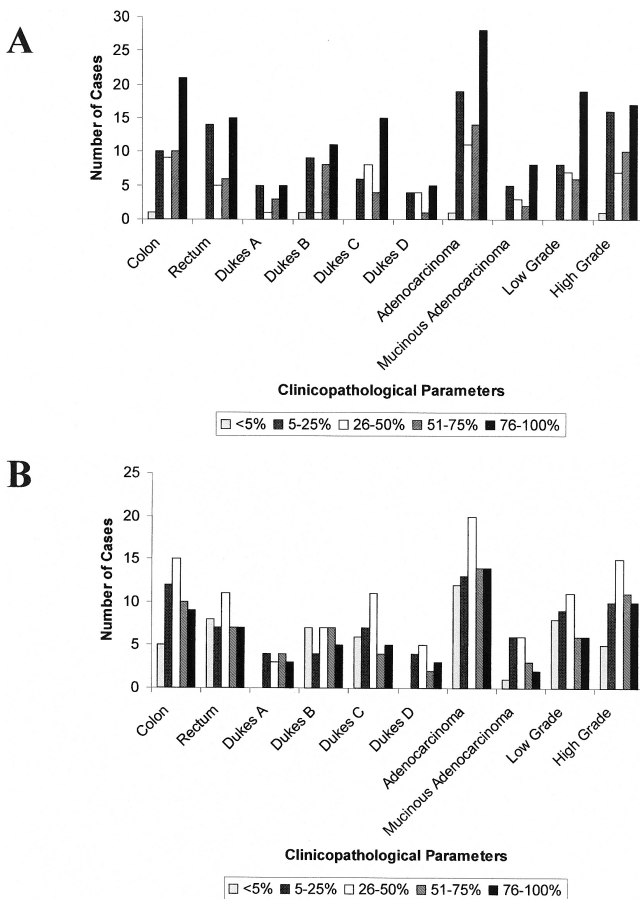 A
Number of Cases
30
25
20
15
10
5
0
Colon
Rectum
Dukes A
Dukes B
Dukes C
Dukes D
Adenocarcinoma
Mucinous Adenocarcinoma
Low Grade
High Grade
Clinicopathological Parameters
<5% 5-25% 26-50% 51-75% 76-100%
B
Number of Cases
25
20
15
10
5
0
Colon
Rectum
Dukes A
Dukes B
Dukes C
Dukes D
Adenocarcinoma
Mucinous Adenocarcinoma
Low Grade
High Grade
Clinicopathological Parameters
<5% 5-25% 26-50% 51-75% 76-100%